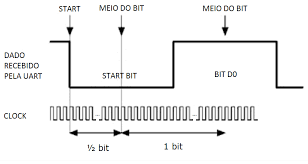 START
MEIO DO BIT
MEIO DO BIT
DADO
RECEBIDO
PELA UART
START BIT
BIT D0
CLOCK
½ bit
1 bit